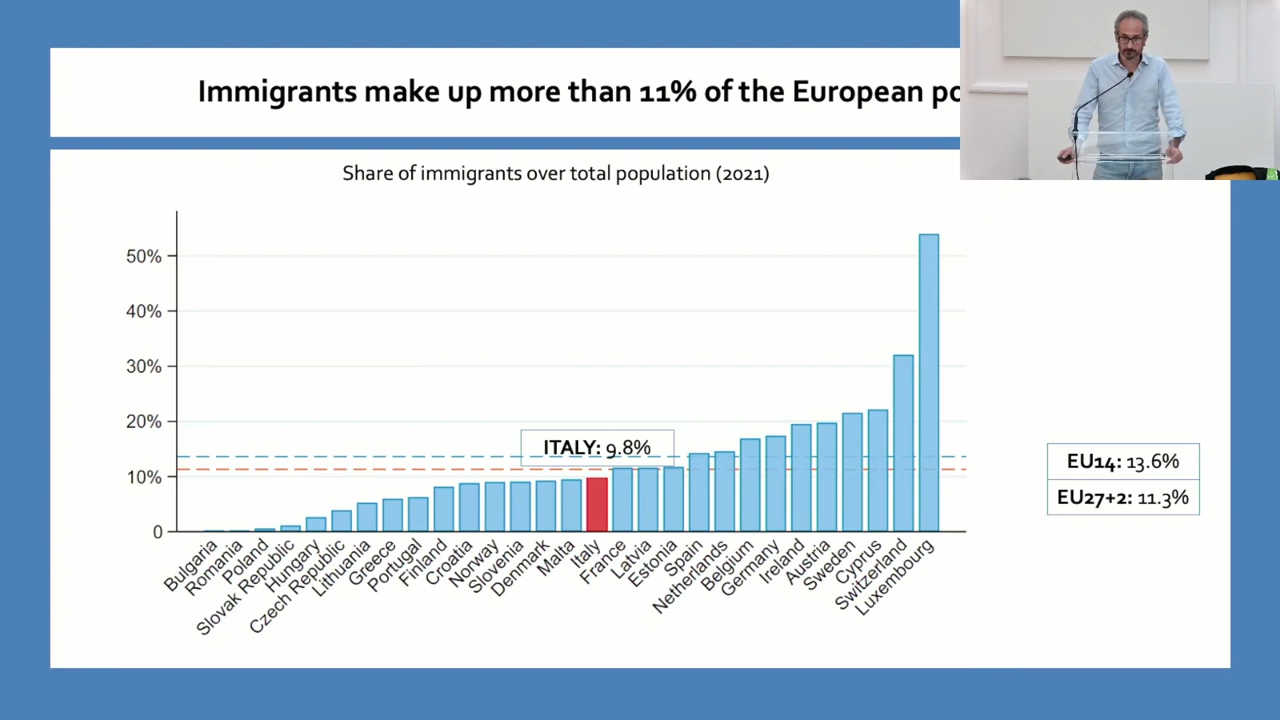 Immigrants make up more than 11% of the European
Share of immigrants over total population (2021)
50%
40%
30%
20%
10%
0
ITALY: 9.8%
EU14: 13.6%
EU27+2: 11.3%
Bulgaria
Romania
Poland
Slovak Republic
Hungary
Czech Republic
Lithuania
Greece
Portugal
Finland
Croatia
Norway
Slovenia
Denmark
Malta
Italy
France
Latvia
Estonia
Spain
Netherlands
Belgium
Germany
Ireland
Austria
Sweden
Cyprus
Switzerland
Luxembourg